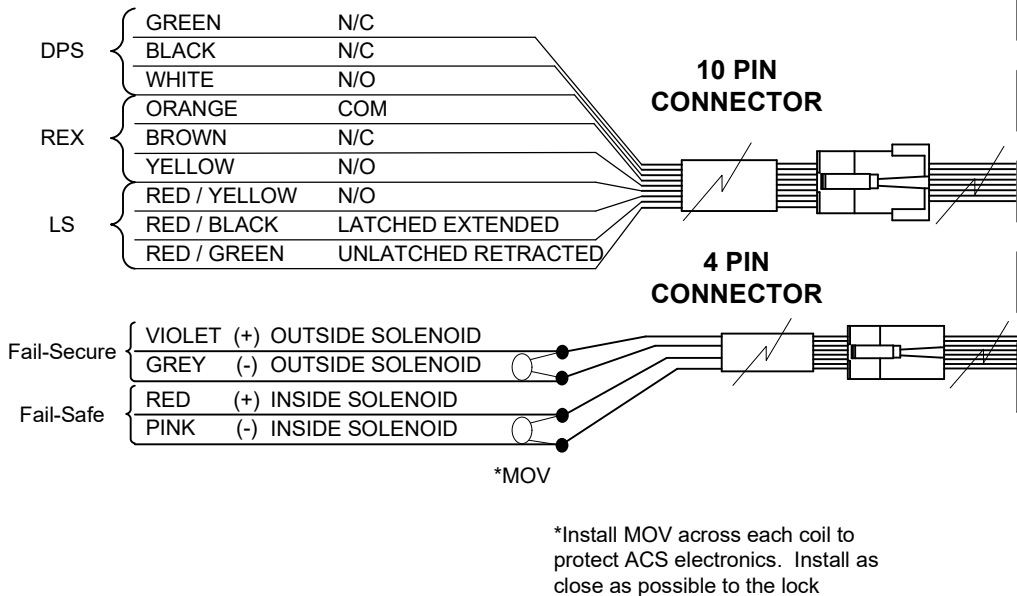 DPS
GREEN N/C
BLACK N/C
WHITE N/O
REX
ORANGE COM
BROWN N/C
YELLOW N/O
LS
RED / YELLOW N/O
RED / BLACK LATCHED EXTENDED
RED / GREEN UNLATCHED RETRACTED
10 PIN
CONNECTOR
4 PIN
CONNECTOR
Fail-Secure
VIOLET (+) OUTSIDE SOLENOID
GREY (-) OUTSIDE SOLENOID
Fail-Safe
RED (+) INSIDE SOLENOID
PINK (-) INSIDE SOLENOID
*MOV
*Install MOV across each coil to
protect ACS electronics. Install as
close as possible to the lock